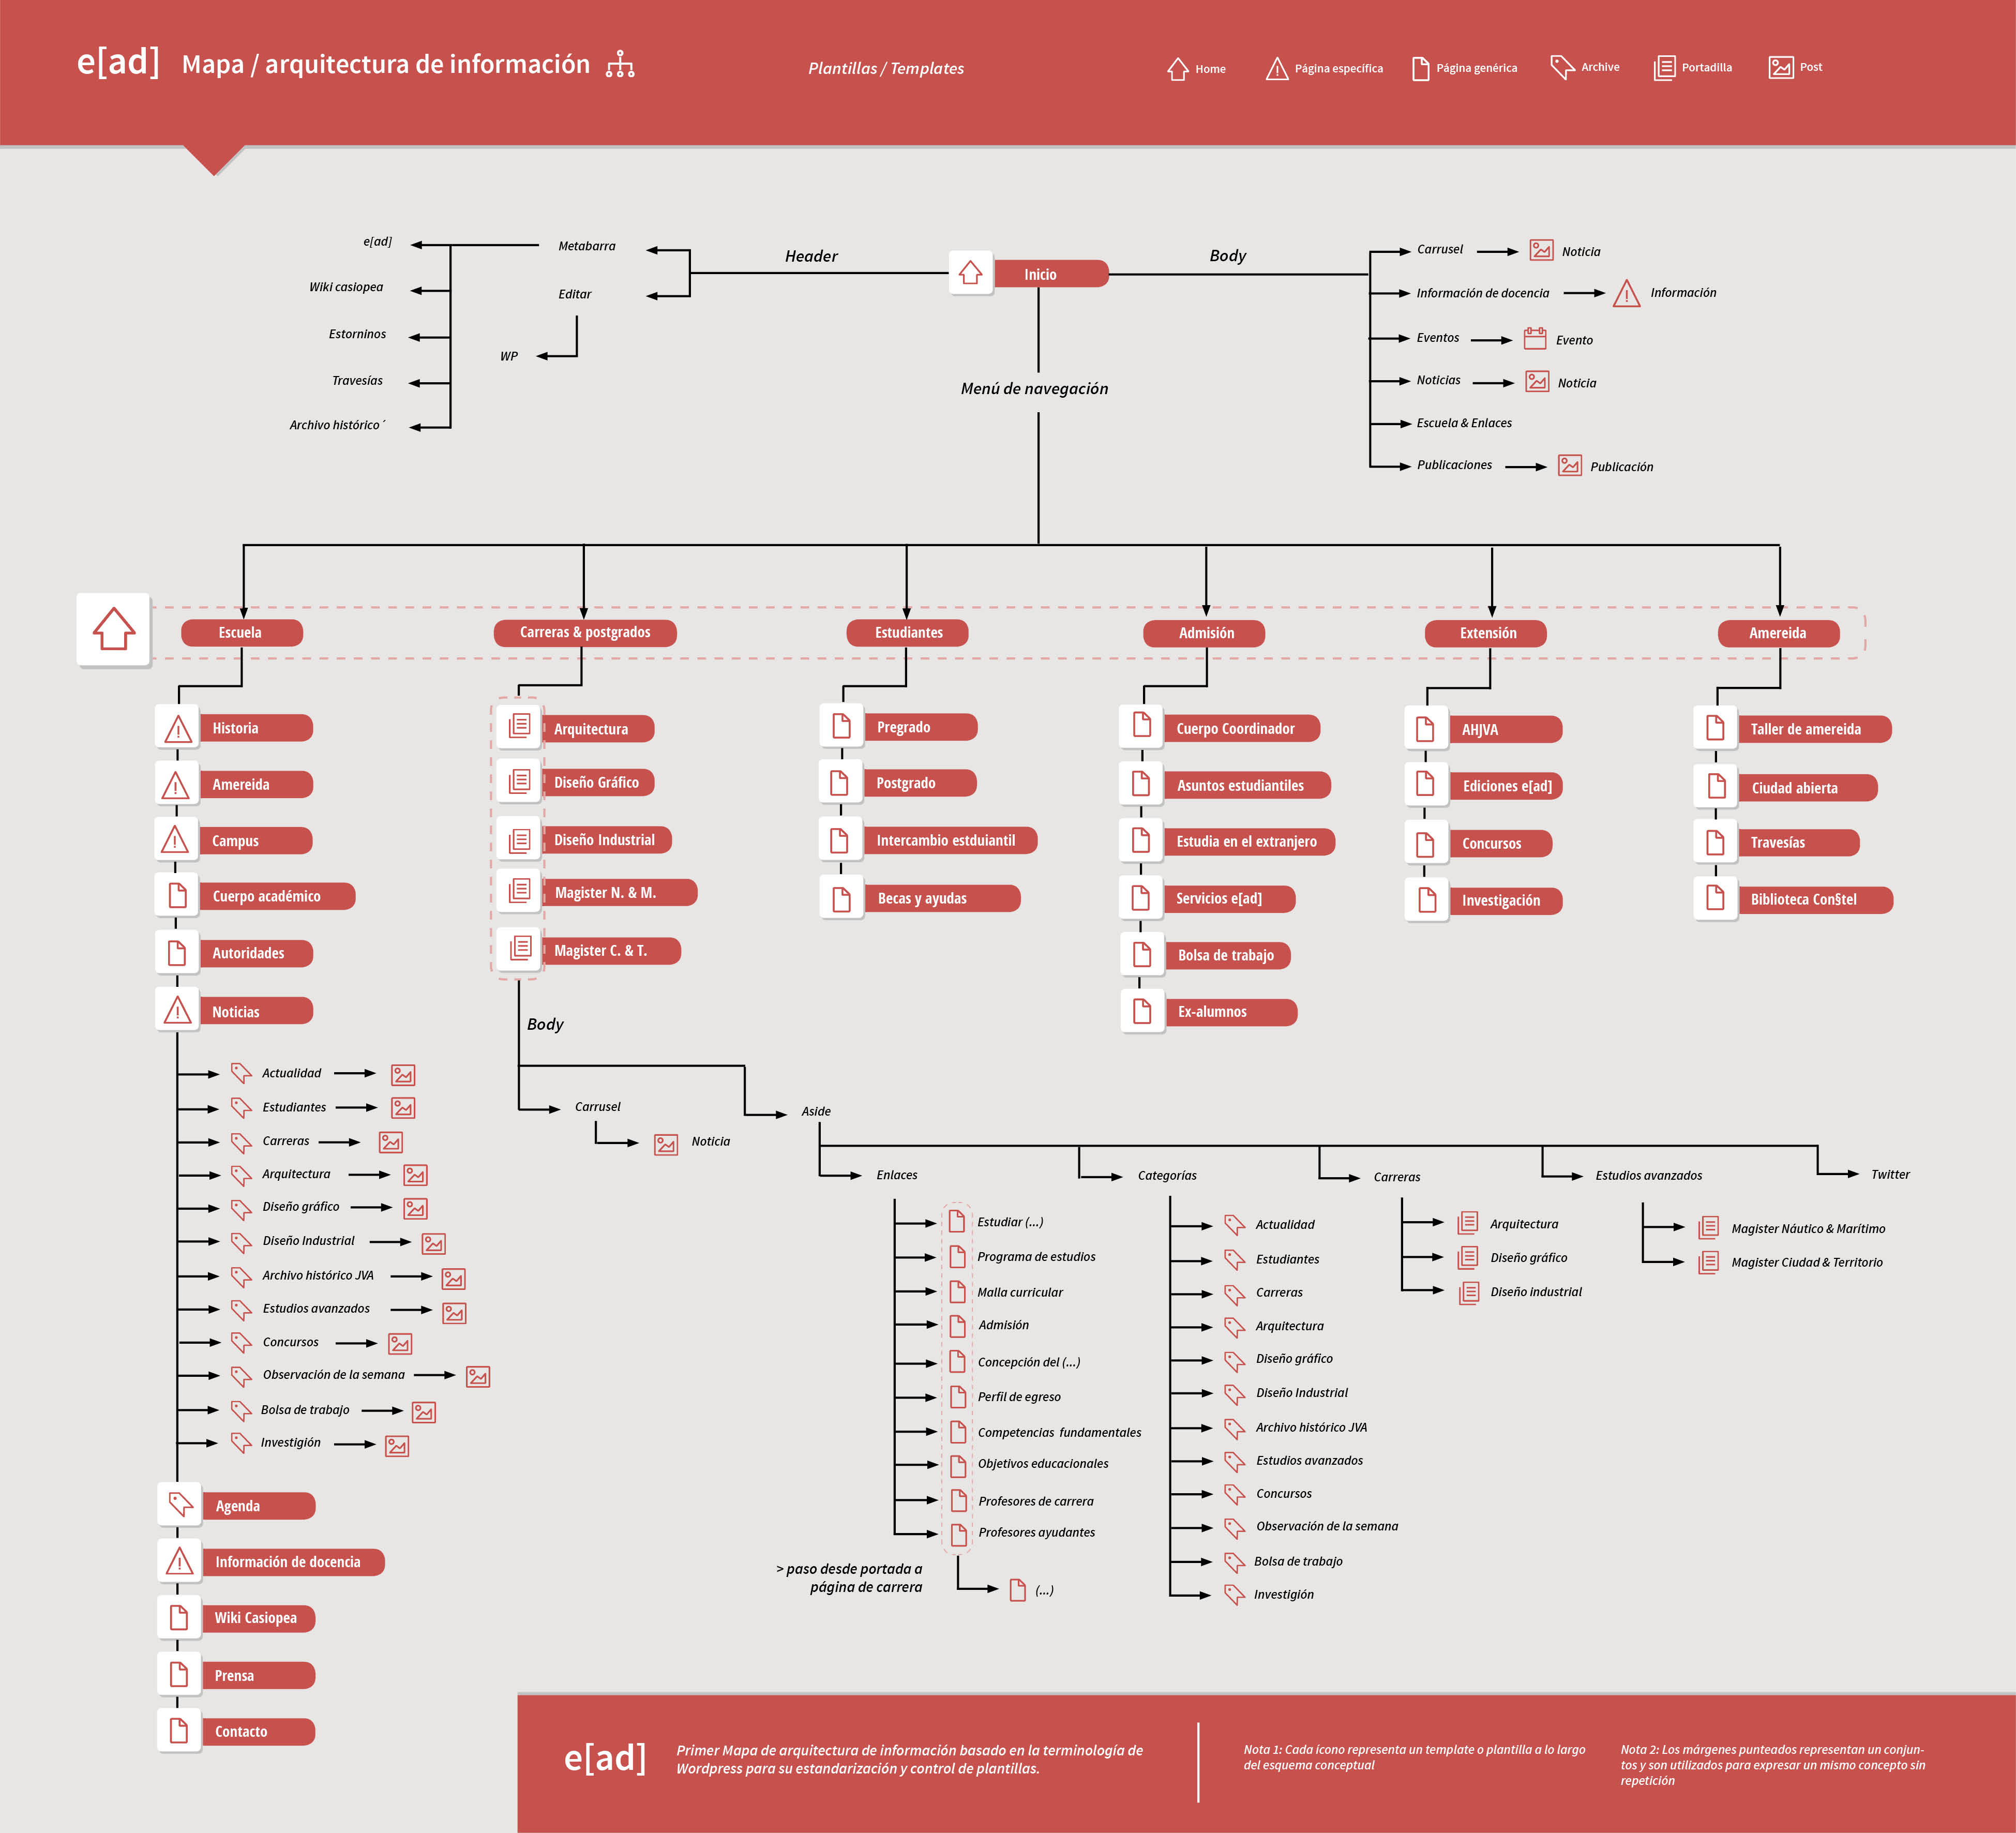 e[ad] Mapa / arquitectura de información
Plantillas / Templates
Home
Página específica
Página genérica
Archive
Portadilla
Post
Header
Inicio
Body
Metabarra
Editar
WP
e[ad]
Wiki casiopea
Estorninos
Travesías
Archivo histórico´
Carrusel
Noticia
Información de docencia
Información
Eventos
Evento
Noticias
Noticia
Escuela & Enlaces
Publicaciones
Publicación
Menú de navegación
Escuela
Carreras & postgrados
Estudiantes
Admisión
Extensión
Amereida
Historia
Amereida
Campus
Cuerpo académico
Autoridades
Noticias
Actualidad
Estudiantes
Carreras
Arquitectura
DIseño gráfico
Diseño Industrial
Archivo histórico JVA
Estudios avanzados
Concursos
Observación de la semana
Bolsa de trabajo
Investigión
Agenda
Información de docencia
Wiki Casiopea
Prensa
Contacto
Arquitectura
Diseño Gráfico
Diseño Industrial
Magister N. & M.
Magister C. & T.
Body
Carrusel
Noticia
Aside
Enlaces
Estudiar (...)
Programa de estudios
Malla curricular
Admisión
Concepción del (...)
Perfil de egreso
Competencias fundamentales
Objetivos educacionales
Profesores de carrera
Profesores ayudantes
> paso desde portada a
página de carrera
(...)
Categorías
Actualidad
Estudiantes
Carreras
Arquitectura
Diseño gráfico
Diseño Industrial
Archivo histórico JVA
Estudios avanzados
Concursos
Observación de la semana
Bolsa de trabajo
Investigión
Carreras
Arquitectura
Diseño gráfico
Diseño industrial
Estudios avanzados
Magister Náutico & Marítimo
Magister Ciudad & Territorio
Twitter
Pregrado
Postgrado
Intercambio estduiantil
Becas y ayudas
Cuerpo Coordinador
Asuntos estudiantiles
Estudia en el extranjero
Servicios e[ad]
Bolsa de trabajo
Ex-alumnos
AHJVA
Ediciones e[ad]
Concursos
Investigación
Taller de amereida
Ciudad abierta
Travesías
Biblioteca Con§tel
e[ad]
Primer Mapa de arquitectura de información basado en la terminología de
Wordpress para su estandarización y control de plantillas.
Nota 1: Cada ícono representa un template o plantilla a lo largo
del esquema conceptual
Nota 2: Los márgenes punteados representan un conjun-
tos y son utilizados para expresar un mismo concepto sin
repetición